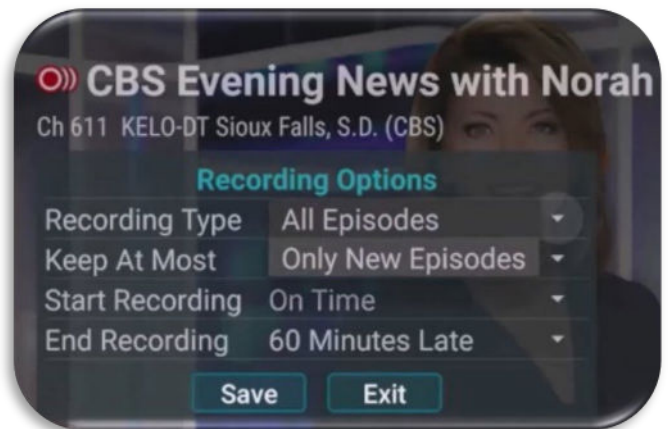 CBS Evening News with Norah
Ch 611 KELO-DT Sioux Falls, S.D. (CBS)
Recording Options
Recording Type All Episodes
Keep At Most Only New Episodes
Start Recording On Time
End Recording 60 Minutes Late
Save Exit